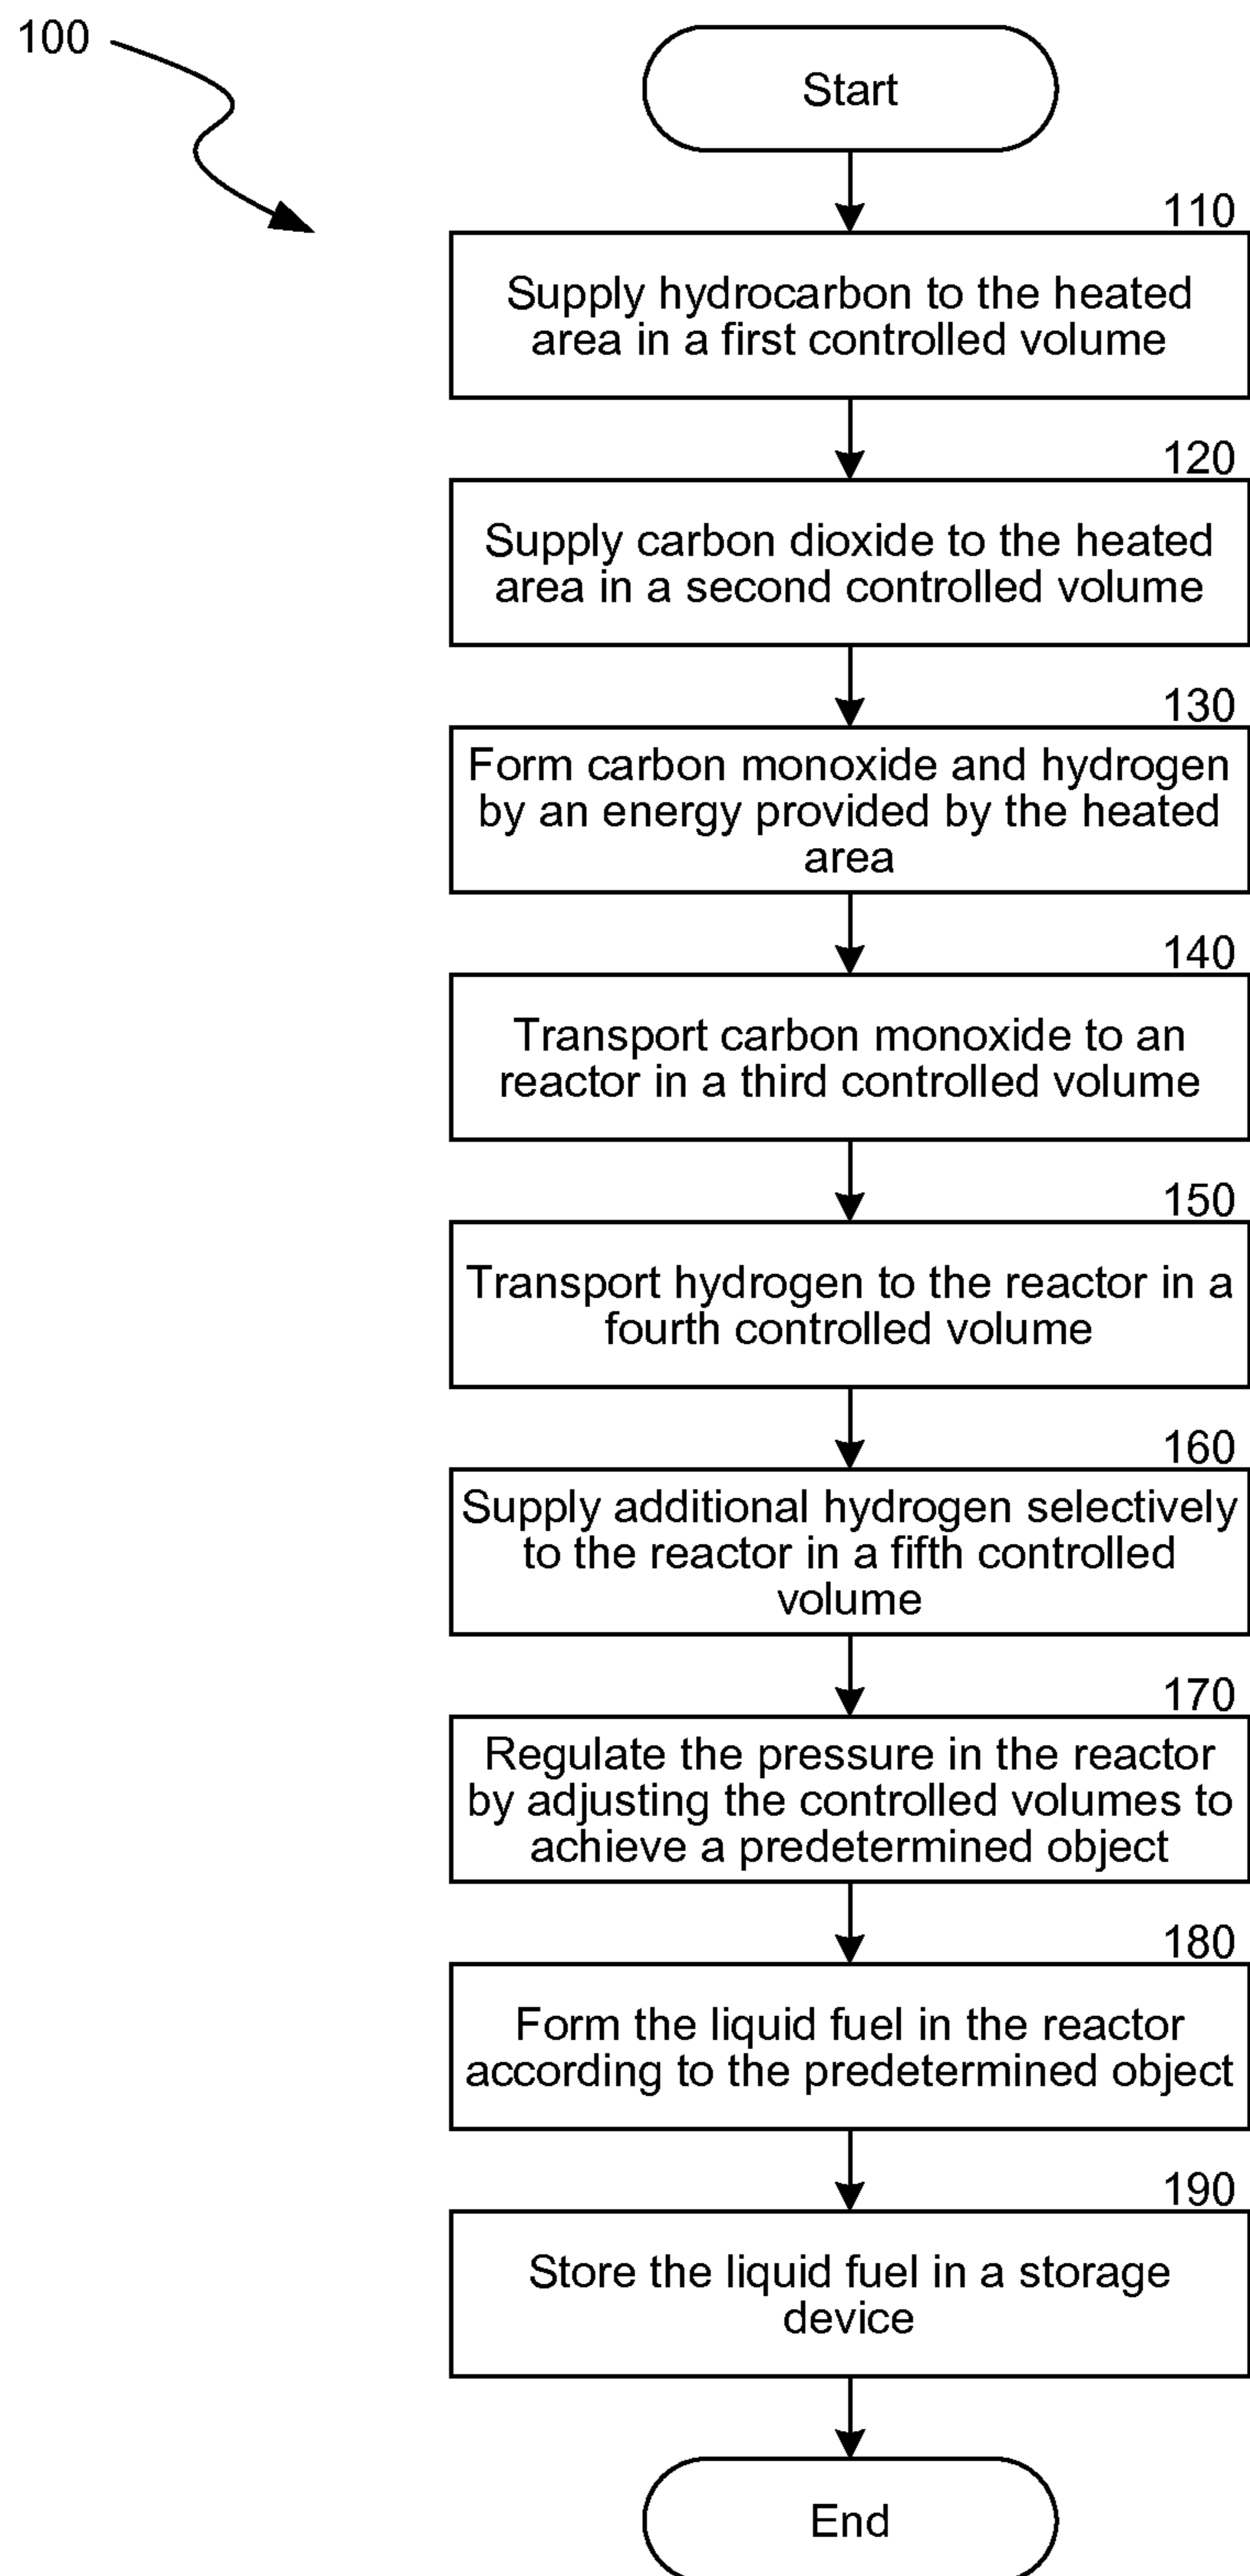 100
Start
110
Supply hydrocarbon to the heated
area in a first controlled volume
120
Supply carbon dioxide to the heated
area in a second controlled volume
130
Form carbon monoxide and hydrogen
by an energy provided by the heated
area
140
Transport carbon monoxide to an
reactor in a third controlled volume
150
Transport hydrogen to the reactor in a
fourth controlled volume
160
Supply additional hydrogen selectively
to the reactor in a fifth controlled
volume
170
Regulate the pressure in the reactor
by adjusting the controlled volumes to
achieve a predetermined object
180
Form the liquid fuel in the reactor
according to the predetermined object
190
Store the liquid fuel in a storage
device
End